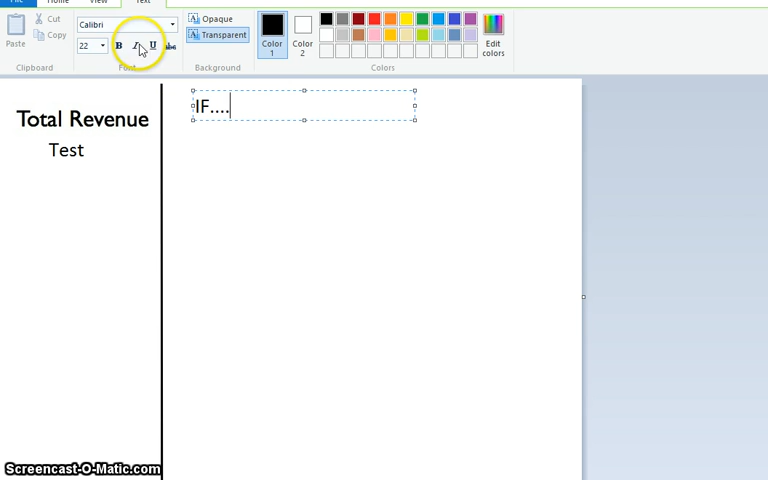 File Home View Text
Calibri
Opaque
Cut
Paste
Copy
22
B I U abc
Transparent
Color 1
Color 2
Edit colors
Clipboard
Font
Background
Colors
IF....
Total Revenue
Test
Screencast-O-Matic.com